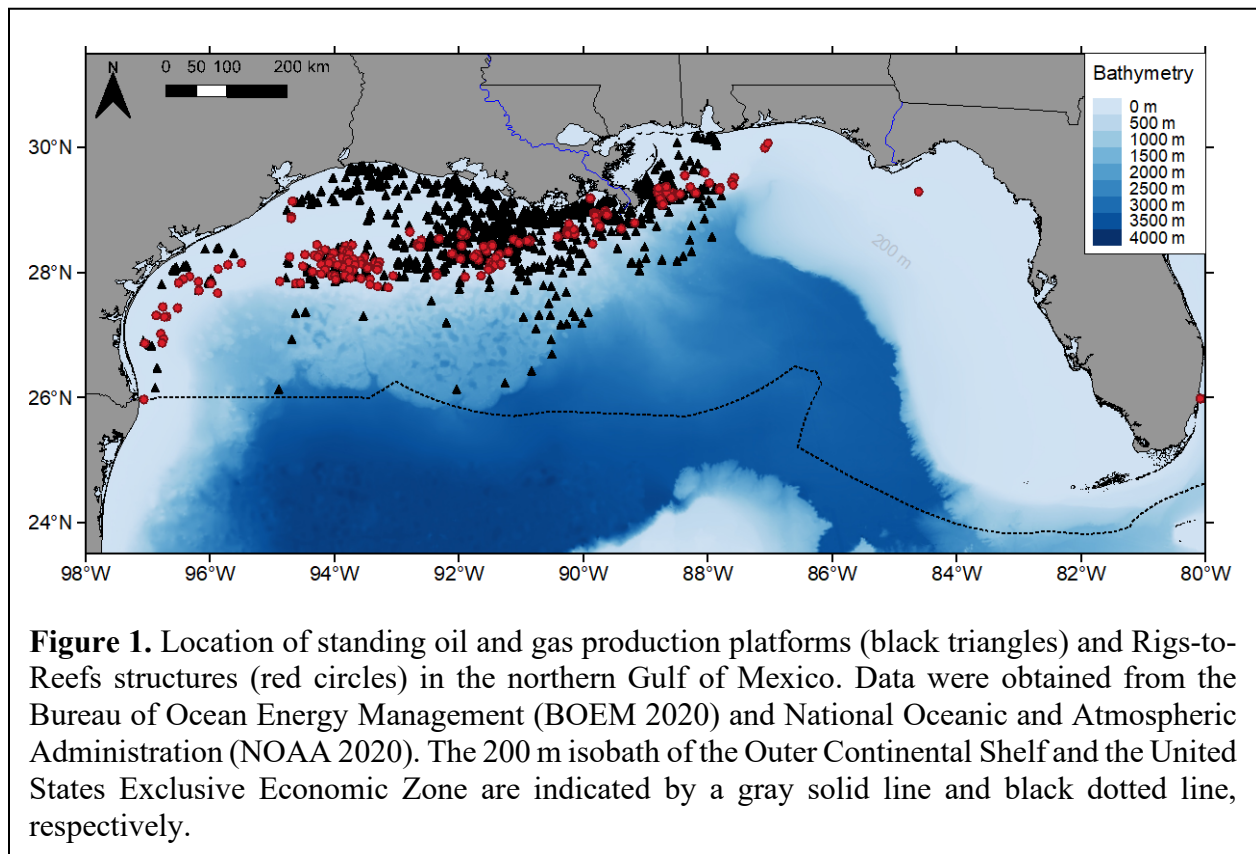 0 50 100 200 km
N
Bathymetry
0 m
500 m
1000 m
1500 m
2000 m
2500 m
3000 m
3500 m
4000 m
30°N
28°N
26°N
24°N
200 m
98°W 96°W 94°W 92°W 90°W 88°W 86°W 84°W 82°W 80°W
Figure 1. Location of standing oil and gas production platforms (black triangles) and Rigs-to-
Reefs structures (red circles) in the northern Gulf of Mexico. Data were obtained from the
Bureau of Ocean Energy Management (BOEM 2020) and National Oceanic and Atmospheric
Administration (NOAA 2020). The 200 m isobath of the Outer Continental Shelf and the United
States Exclusive Economic Zone are indicated by a gray solid line and black dotted line,
respectively.